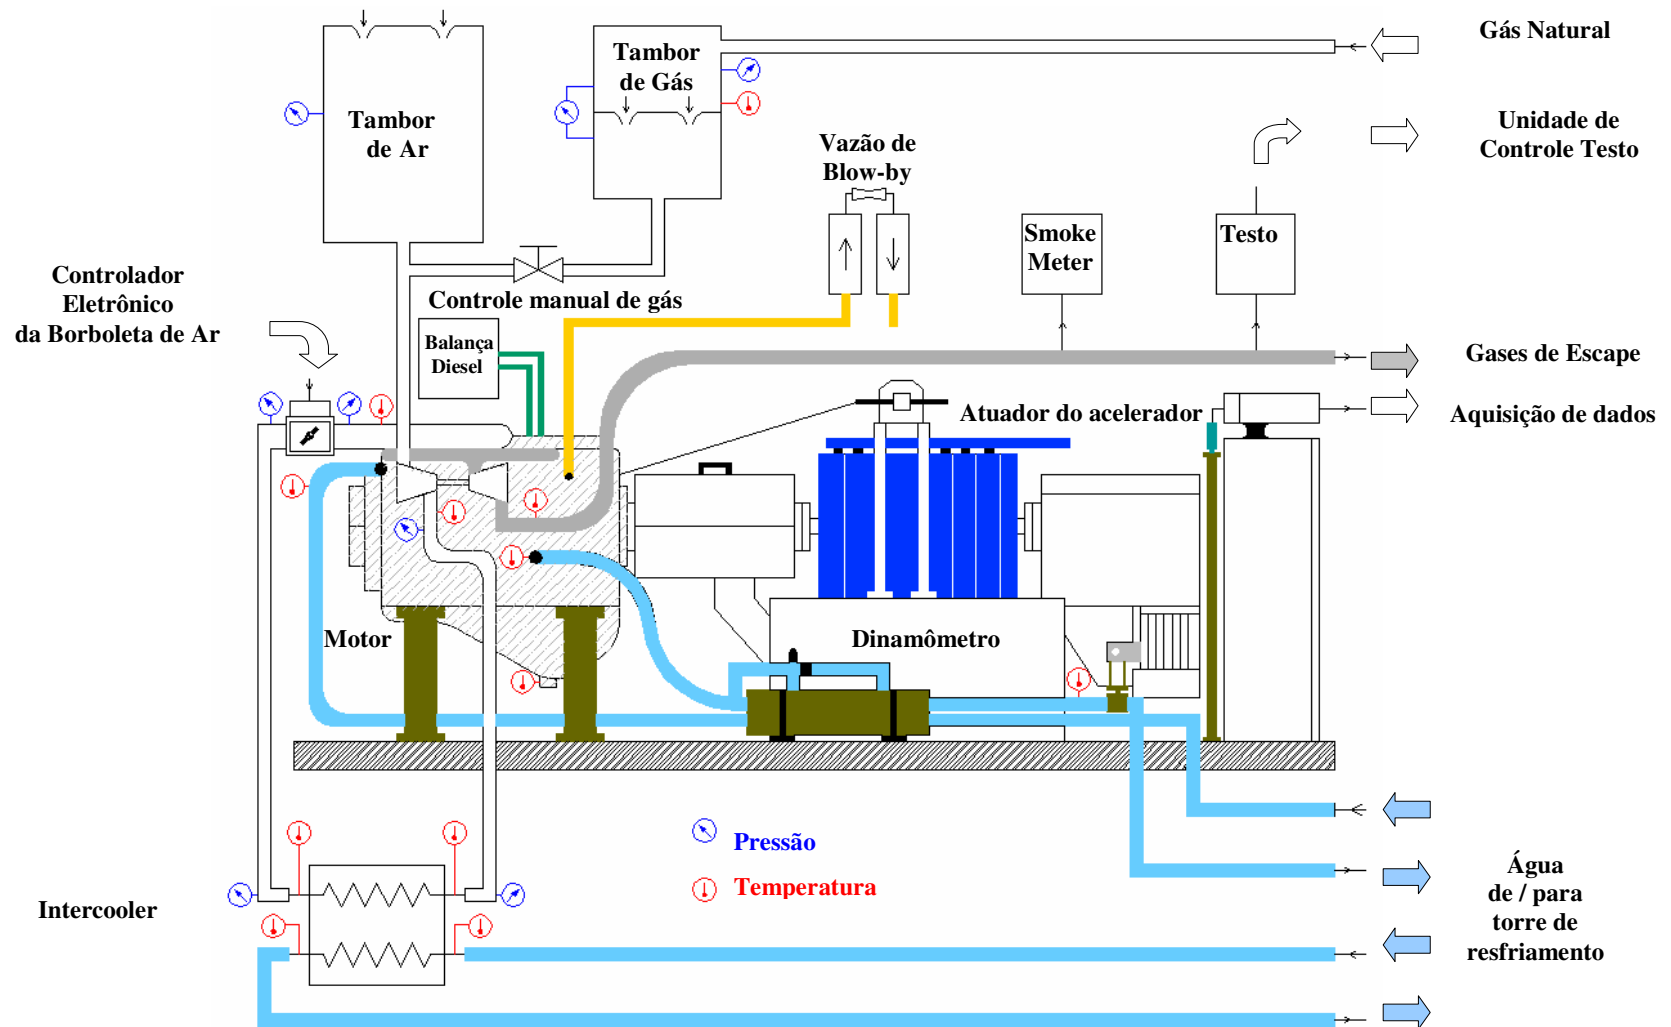 Gás Natural
Tambor
de Gás
Tambor
de Ar
Unidade de
Controle Testo
Vazão de
Blow-by
Smoke
Meter
Testo
Controlador
Eletrônico
da Borboleta de Ar
Controle manual de gás
Balança
Diesel
Gases de Escape
Atuador do acelerador
Aquisição de dados
Motor
Dinamômetro
Pressão
Temperatura
Intercooler
Água
de / para
torre de
resfriamento